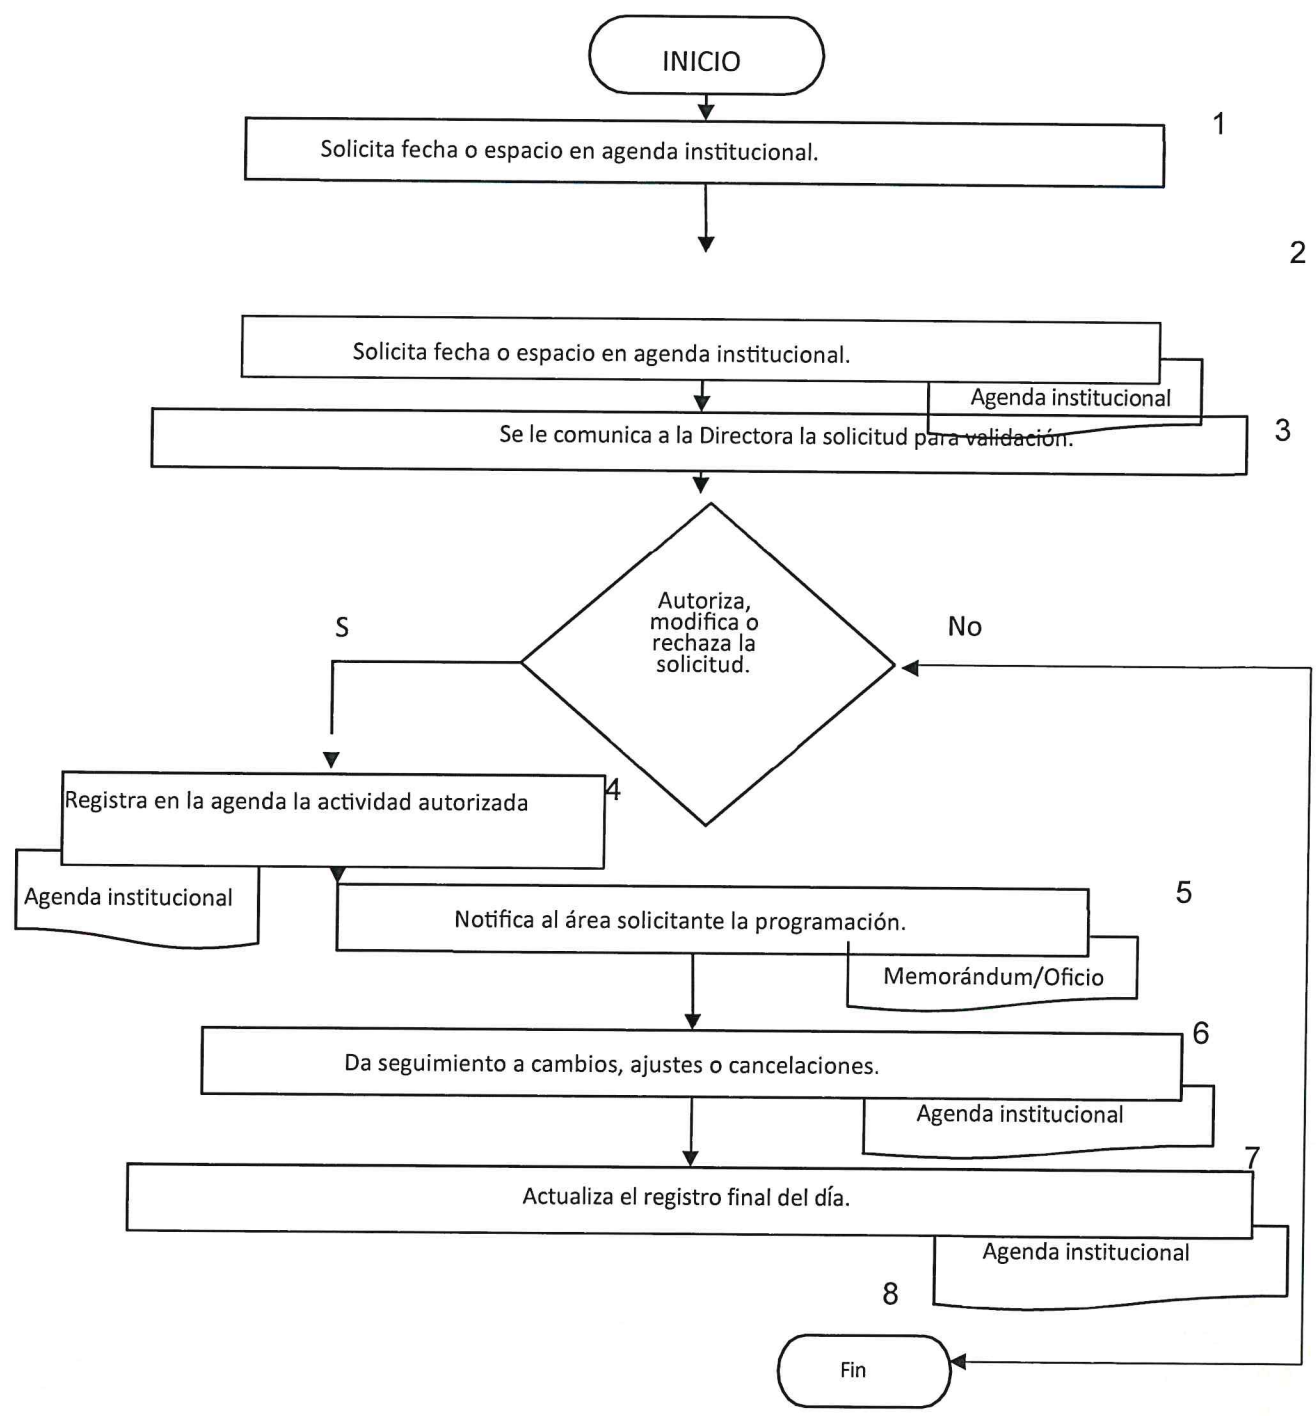 INICIO
1
Solicita fecha o espacio en agenda institucional.
2
Solicita fecha o espacio en agenda institucional.
Agenda institucional
3
Se le comunica a la Directora la solicitud para validación.
Autoriza,
modifica o
rechaza la
solicitud.
S
No
4
Registra en la agenda la actividad autorizada
Agenda institucional
5
Notifica al área solicitante la programación.
Memorándum/Oficio
6
Da seguimiento a cambios, ajustes o cancelaciones.
Agenda institucional
7
Actualiza el registro final del día.
Agenda institucional
8
Fin